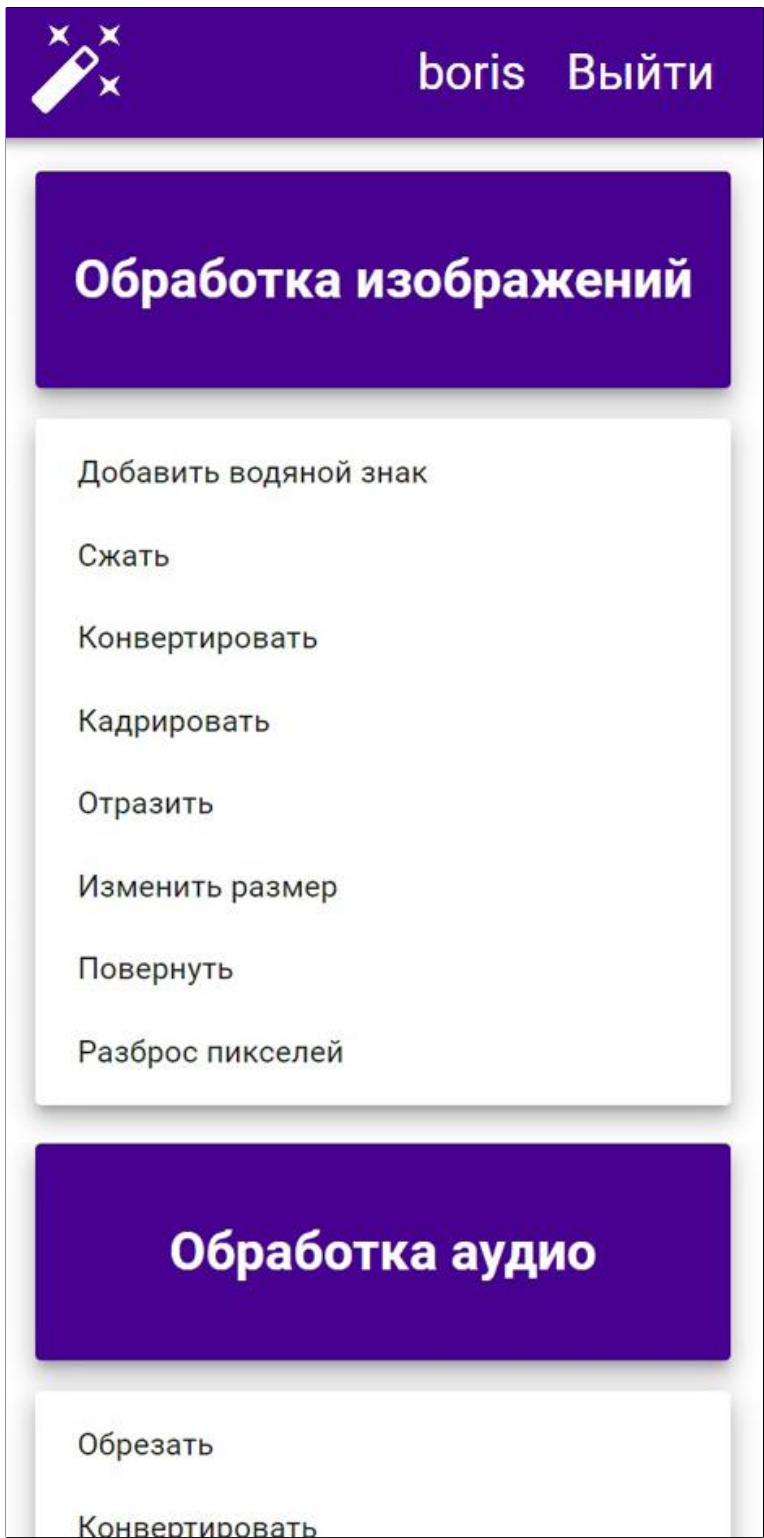 boris Выйти
Обработка изображений
Добавить водяной знак
Сжать
Конвертировать
Кадрировать
Отразить
Изменить размер
Повернуть
Разброс пикселей
Обработка аудио
Обрезать
Конвертировать